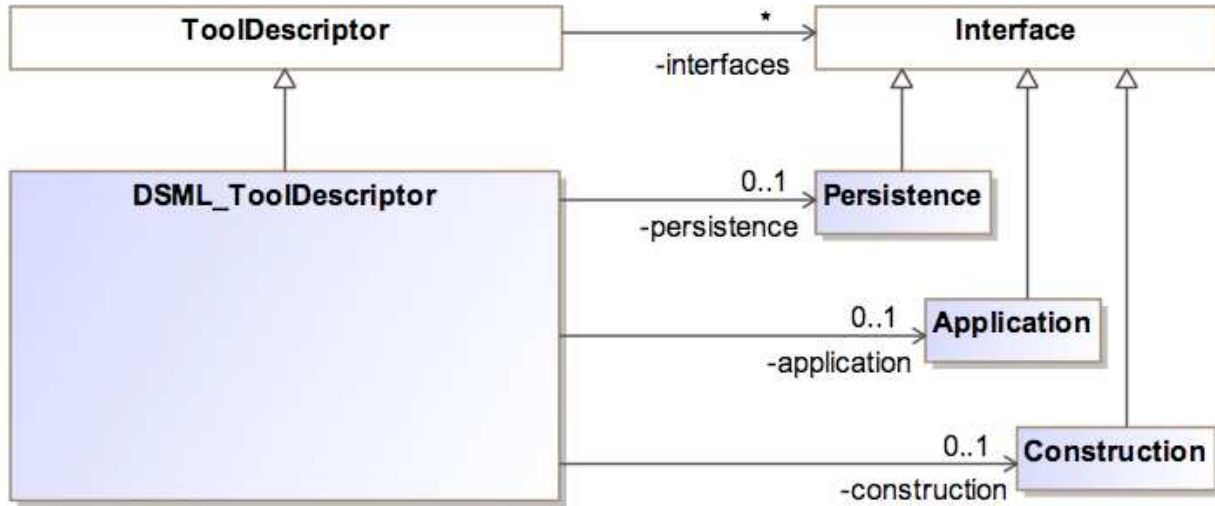 ToolDescriptor
*
Interface
-interfaces
DSML_ToolDescriptor
0..1
Persistence
-persistence
0..1
Application
-application
0..1
Construction
-construction